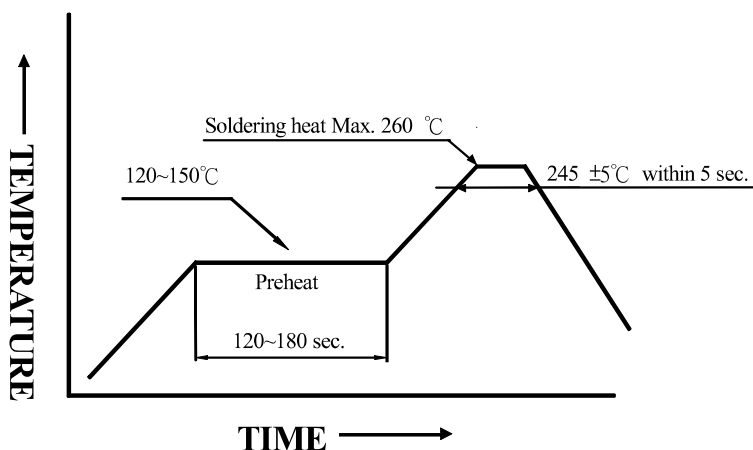 Soldering heat Max. 260 ℃
120~150℃
245 ±5℃ within 5 sec.
Preheat
120~180 sec.
TEMPERATURE
TIME